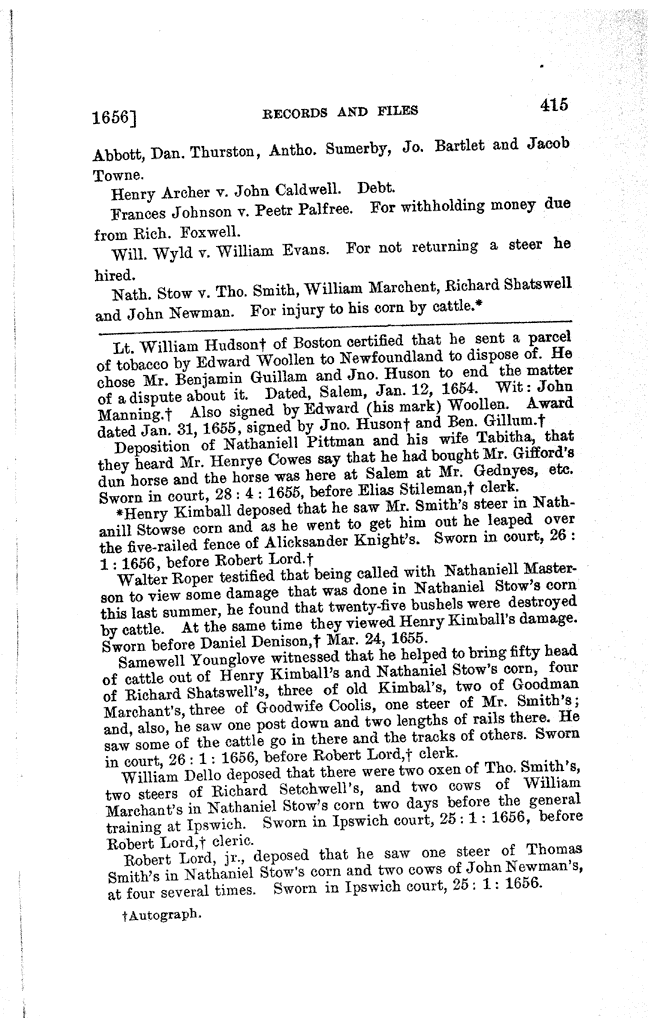 1656] RECORDS AND FILES 415
Abbott, Dan. Thurston, Antho. Sumerby, Jo. Bartlet and Jacob
Towne.
Henry Archer v. John Caldwell. Debt.
Frances Johnson v. Peetr Palfree. For withholding money due
from Rich. Foxwell.
Will. Wyld v. William Evans. For not returning a steer he
hired.
Nath. Stow v. Tho. Smith, William Marchent, Richard Shatswell
and John Newman. For injury to his corn by cattle.*
Lt. William Hudson† of Boston certified that he sent a parcel
of tobacco by Edward Woollen to Newfoundland to dispose of. He
chose Mr. Benjamin Guillam and Jno. Huson to end the matter
of a dispute about it. Dated, Salem, Jan. 12, 1654. Wit: John
Manning.† Also signed by Edward (his mark) Woollen. Award
dated Jan. 31, 1655, signed by Jno. Huson† and Ben. Gillum.†
Deposition of Nathaniell Pittman and his wife Tabitha, that
they heard Mr. Henrye Cowes say that he had bought Mr. Gifford's
dun horse and the horse was here at Salem at Mr. Gednyes, etc.
Sworn in court, 28 : 4 : 1655, before Elias Stileman,† clerk.
*Henry Kimball deposed that he saw Mr. Smith's steer in Nath-
anill Stowse corn and as he went to get him out he leaped over
the five-railed fence of Alicksander Knight's. Sworn in court, 26 :
1 : 1656, before Robert Lord.†
Walter Roper testified that being called with Nathaniell Master-
son to view some damage that was done in Nathaniel Stow's corn
this last summer, he found that twenty-five bushels were destroyed
by cattle. At the same time they viewed Henry Kimball's damage.
Sworn before Daniel Denison,† Mar. 24, 1655.
Samewell Younglove witnessed that he helped to bring fifty head
of cattle out of Henry Kimball's and Nathaniel Stow's corn, four
of Richard Shatswell's, three of old Kimbal's, two of Goodman
Marchant's, three of Goodwife Coolis, one steer of Mr. Smith's;
and, also, he saw one post down and two lengths of rails there. He
saw some of the cattle go in there and the tracks of others. Sworn
in court, 26 : 1 : 1656, before Robert Lord,† clerk.
William Dello deposed that there were two oxen of Tho. Smith's,
two steers of Richard Setchwell's, and two cows of William
Marchant's in Nathaniel Stow's corn two days before the general
training at Ipswich. Sworn in Ipswich court, 25 : 1 : 1656, before
Robert Lord,† cleric.
Robert Lord, jr., deposed that he saw one steer of Thomas
Smith's in Nathaniel Stow's corn and two cows of John Newman's,
at four several times. Sworn in Ipswich court, 25 : 1 : 1656.
†Autograph.